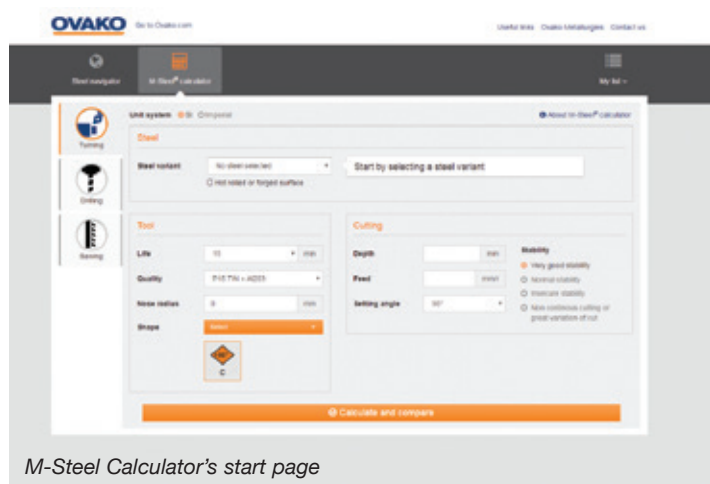 OVAKO Go to Ovako.com Useful links Ovako Metallurgies Contact us
Steel navigator M-Steel® calculator My list
Unit system SI Imperial About M-Steel® calculator
Turning
Steel
Steel variant No steel selected Start by selecting a steel variant
Hot rolled or forged surface
Drilling
Tool Cutting
Sawing
Life 15 min Depth mm Stability
Very good stability
Quality Feed Normal stability
Insecure stability
Nose radius mm Setting angle 90° Non continous cutting or
great variation of cut
Shape Select
C
Calculate and compare
M-Steel Calculator's start page